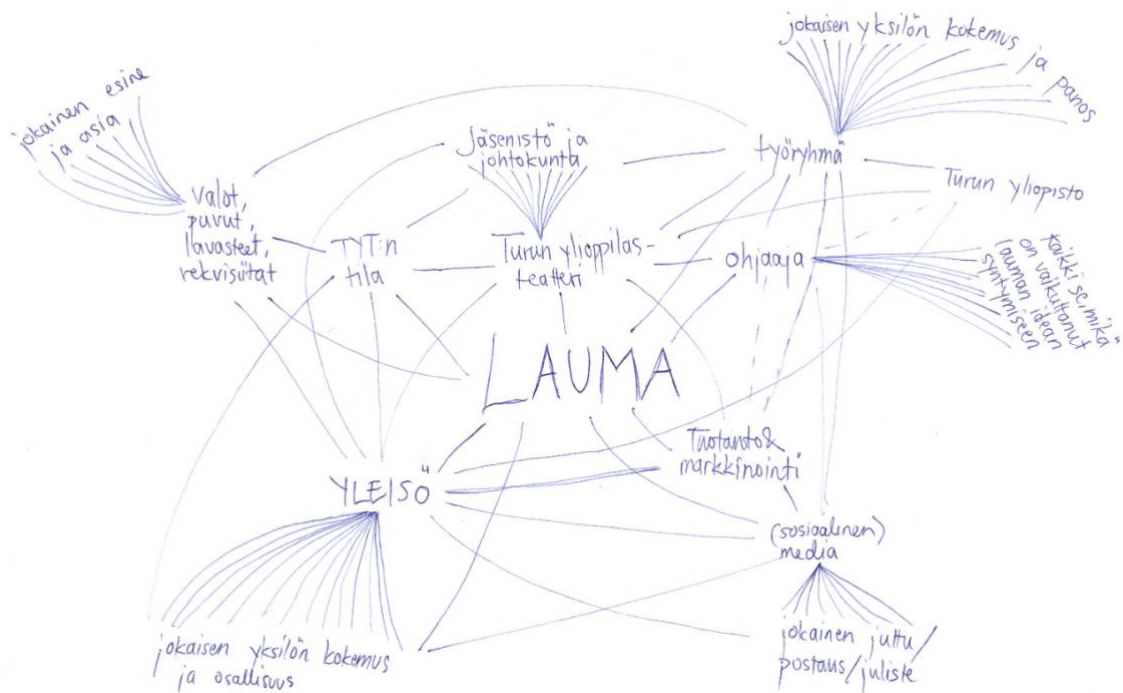 jokaisen yksilön kokemus ja panos
jokainen esine
ja asia
Jäsenistö ja
johtokunta
työryhmä
Turun yliopisto
Valot,
puvut,
lavasteet,
rekvisiitat
TYT:n
tila
Turun ylioppilas-
teatteri
ohjaaja
kaikki se, mikä
on vaikuttanut
lauman idean
syntymiseen
LAUMA
Tuotanto&
markkinointi
YLEISÖ
(sosiaalinen)
media
jokaisen yksilön kokemus
ja osallisuus
jokainen juttu/
postaus/juliste